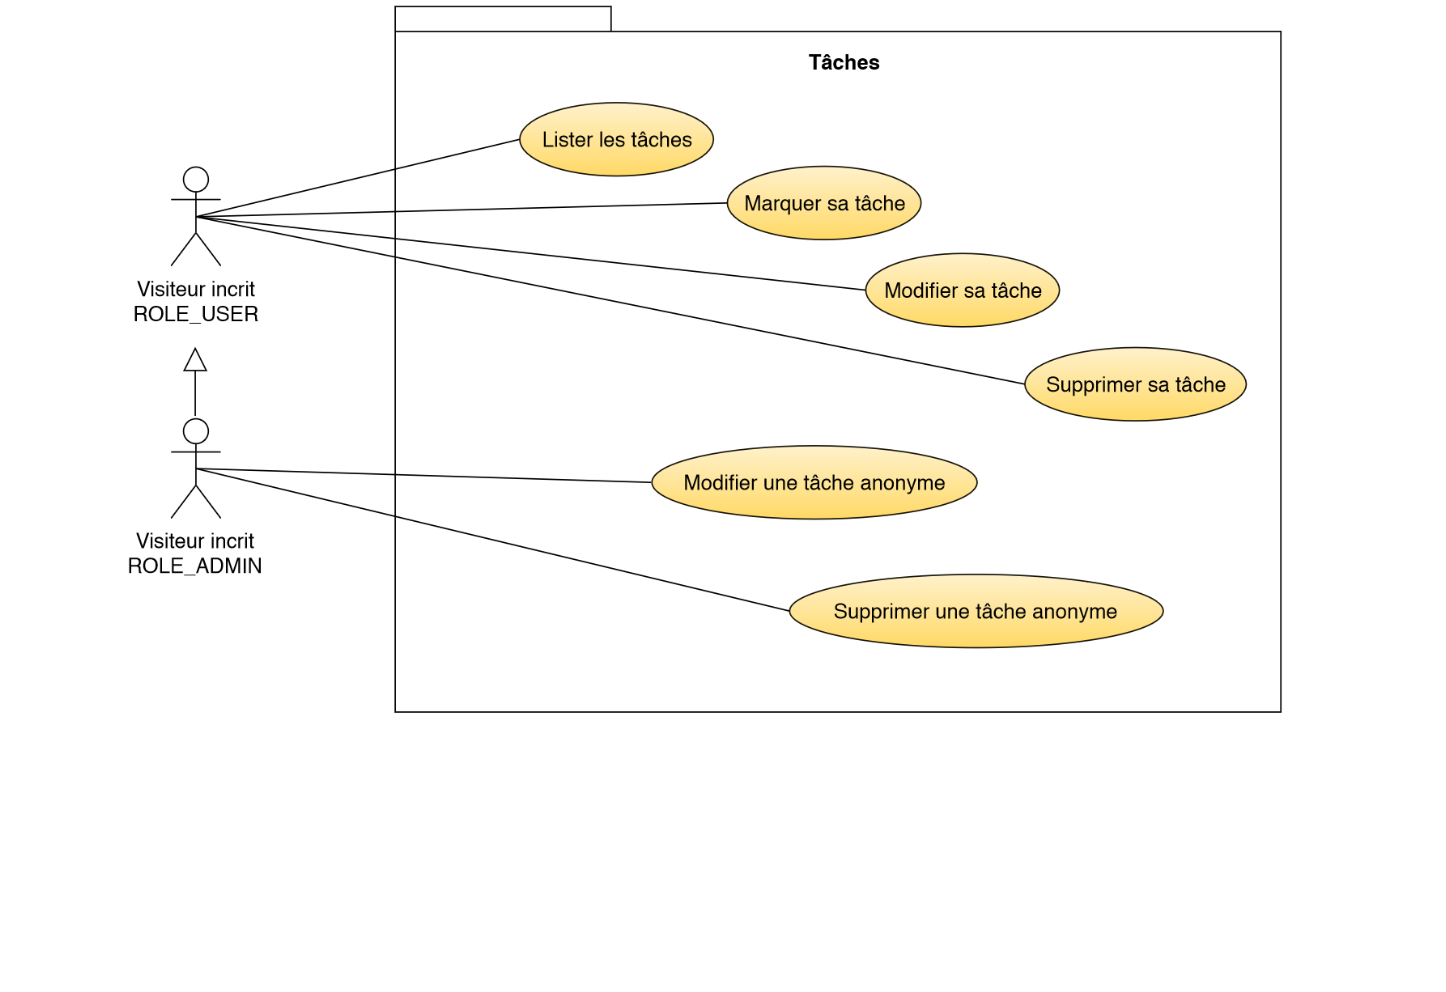 Tâches
Lister les tâches
Marquer sa tâche
Modifier sa tâche
Visiteur incrit
ROLE_USER
Supprimer sa tâche
Modifier une tâche anonyme
Visiteur incrit
ROLE_ADMIN
Supprimer une tâche anonyme